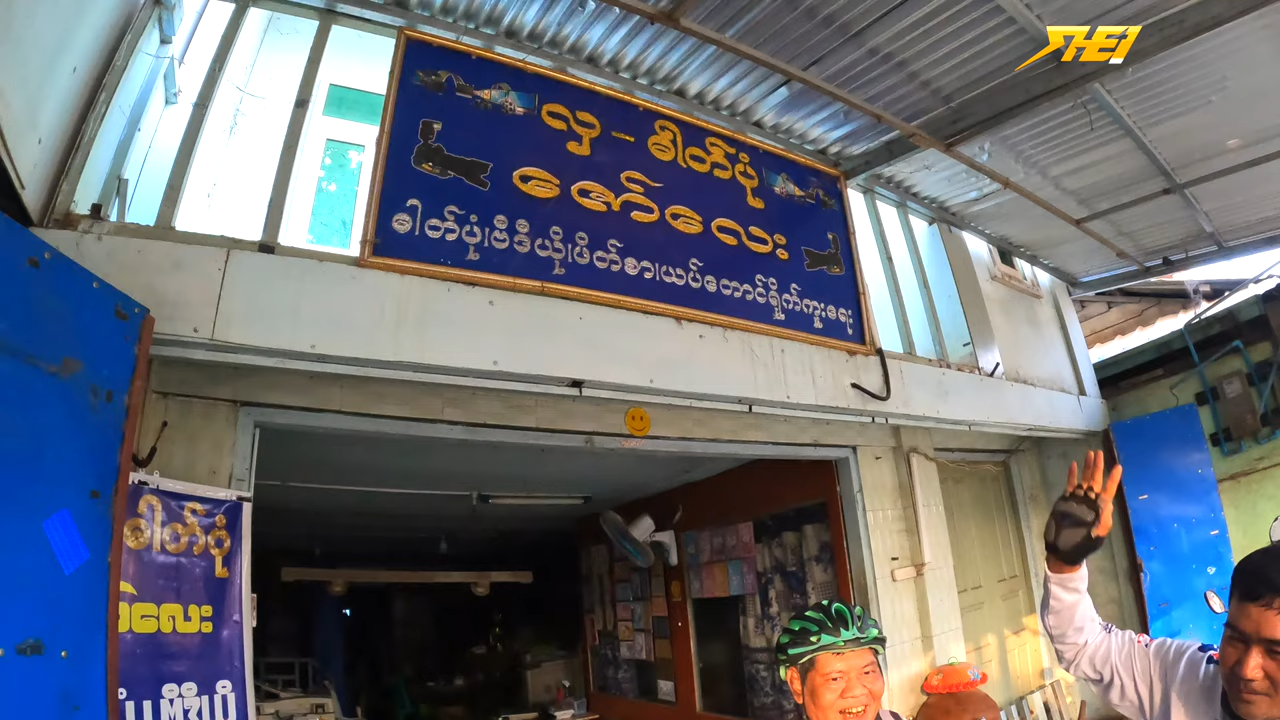 THE1
လှ - ဓါတ်ပုံ
ဇော်လေး
ဓါတ်ပုံ၊ဗီဒီယို၊ဖိတ်စာ၊ယပ်တောင်ရိုက်ကူးရေး
ဓါတ်ပုံ
လေး